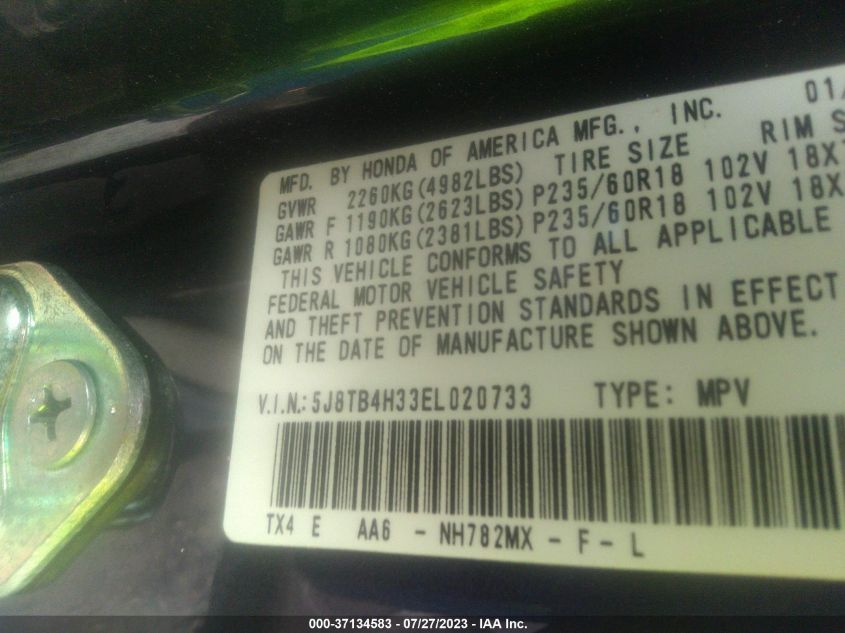 MFD. BY HONDA OF AMERICA MFG., INC. 01/
GVWR 2260KG(4982LBS) TIRE SIZE RIM S
GAWR F 1190KG(2623LBS) P235/60R18 102V 18X
GAWR R 1080KG(2381LBS) P235/60R18 102V 18X
THIS VEHICLE CONFORMS TO ALL APPLICABLE
FEDERAL MOTOR VEHICLE SAFETY
AND THEFT PREVENTION STANDARDS IN EFFECT
ON THE DATE OF MANUFACTURE SHOWN ABOVE.
V.I.N.: 5J8TB4H33EL020733 TYPE: MPV
TX4 E AA6 - NH782MX - F - L
000-37134583 - 07/27/2023 - IAA Inc.